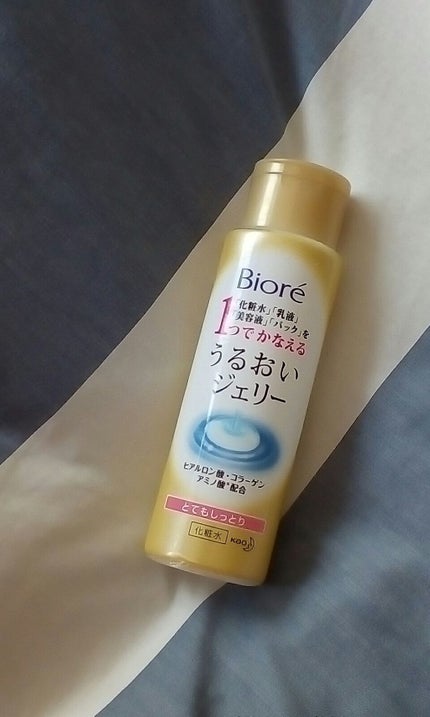 Bioré
「化粧水」「乳液」
「美容液」「パック」を
1つでかなえる
うるおい
ジェリー
ヒアルロン酸・コラーゲン
アミノ酸*配合
とてもしっとり
化粧水 Kao